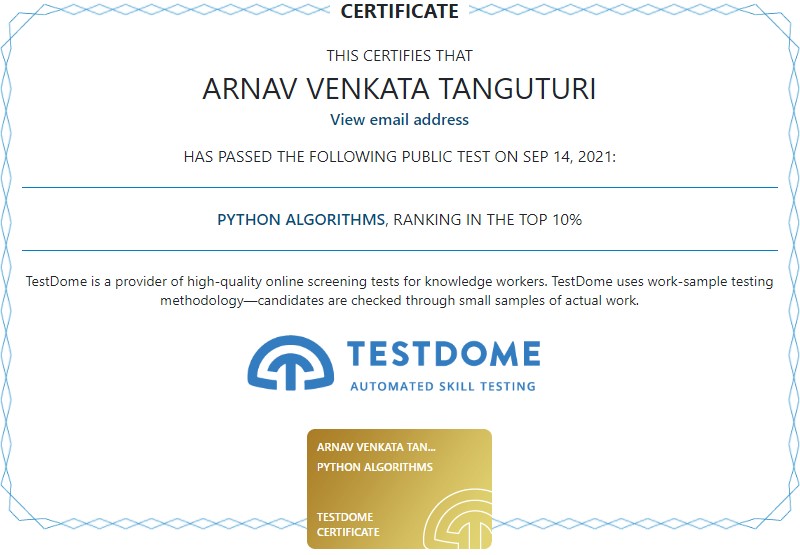 CERTIFICATE
THIS CERTIFIES THAT
ARNAV VENKATA TANGUTURI
View email address
HAS PASSED THE FOLLOWING PUBLIC TEST ON SEP 14, 2021:
PYTHON ALGORITHMS, RANKING IN THE TOP 10%
TestDome is a provider of high-quality online screening tests for knowledge workers. TestDome uses work-sample testing
methodology—candidates are checked through small samples of actual work.
TESTDOME
AUTOMATED SKILL TESTING
ARNAV VENKATA TAN...
PYTHON ALGORITHMS
TESTDOME
CERTIFICATE